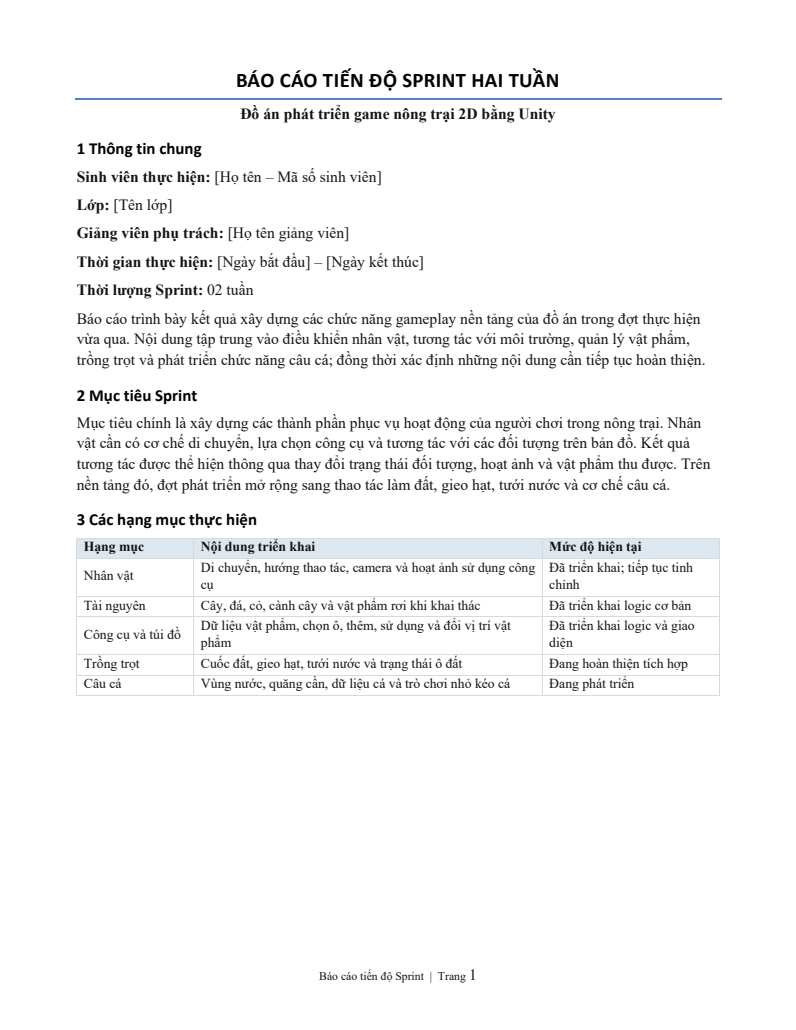 BÁO CÁO TIẾN ĐỘ SPRINT HAI TUẦN
Đồ án phát triển game nông trại 2D bằng Unity
1 Thông tin chung
Sinh viên thực hiện: [Họ tên – Mã số sinh viên]
Lớp: [Tên lớp]
Giảng viên phụ trách: [Họ tên giảng viên]
Thời gian thực hiện: [Ngày bắt đầu] – [Ngày kết thúc]
Thời lượng Sprint: 02 tuần
Báo cáo trình bày kết quả xây dựng các chức năng gameplay nền tảng của đồ án trong đợt thực hiện
vừa qua. Nội dung tập trung vào điều khiển nhân vật, tương tác với môi trường, quản lý vật phẩm,
trồng trọt và phát triển chức năng câu cá; đồng thời xác định những nội dung cần tiếp tục hoàn thiện.
2 Mục tiêu Sprint
Mục tiêu chính là xây dựng các thành phần phục vụ hoạt động của người chơi trong nông trại. Nhân
vật cần có cơ chế di chuyển, lựa chọn công cụ và tương tác với các đối tượng trên bản đồ. Kết quả
tương tác được thể hiện thông qua thay đổi trạng thái đối tượng, hoạt ảnh và vật phẩm thu được. Trên
nền tảng đó, đợt phát triển mở rộng sang thao tác làm đất, gieo hạt, tưới nước và cơ chế câu cá.
3 Các hạng mục thực hiện
Hạng mục Nội dung triển khai Mức độ hiện tại
Nhân vật Di chuyển, hướng thao tác, camera và hoạt ảnh sử dụng công Đã triển khai; tiếp tục tinh
cụ chỉnh
Tài nguyên Cây, đá, cỏ, cành cây và vật phẩm rơi khi khai thác Đã triển khai logic cơ bản
Công cụ và túi đồ Dữ liệu vật phẩm, chọn ô, thêm, sử dụng và đổi vị trí vật Đã triển khai logic và giao
phẩm diện
Trồng trọt Cuốc đất, gieo hạt, tưới nước và trạng thái ô đất Đang hoàn thiện tích hợp
Câu cá Vùng nước, quăng cần, dữ liệu cá và trò chơi nhỏ kéo cá Đang phát triển
Báo cáo tiến độ Sprint | Trang 1